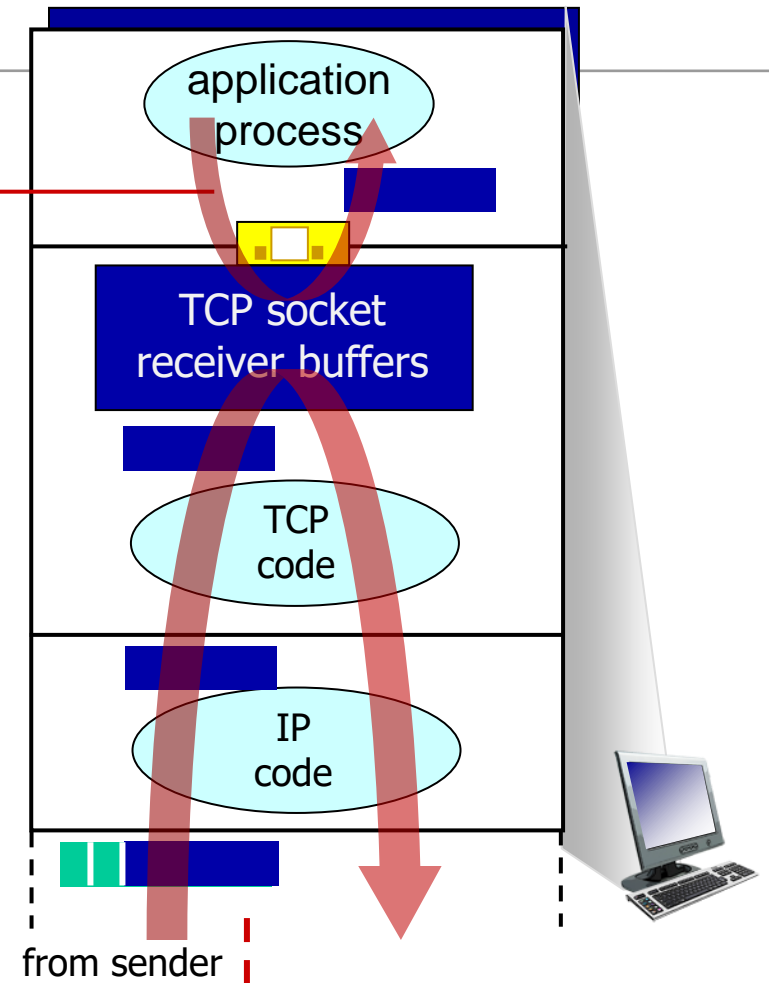 application
process
TCP socket
receiver buffers
TCP
code
IP
code
from sender